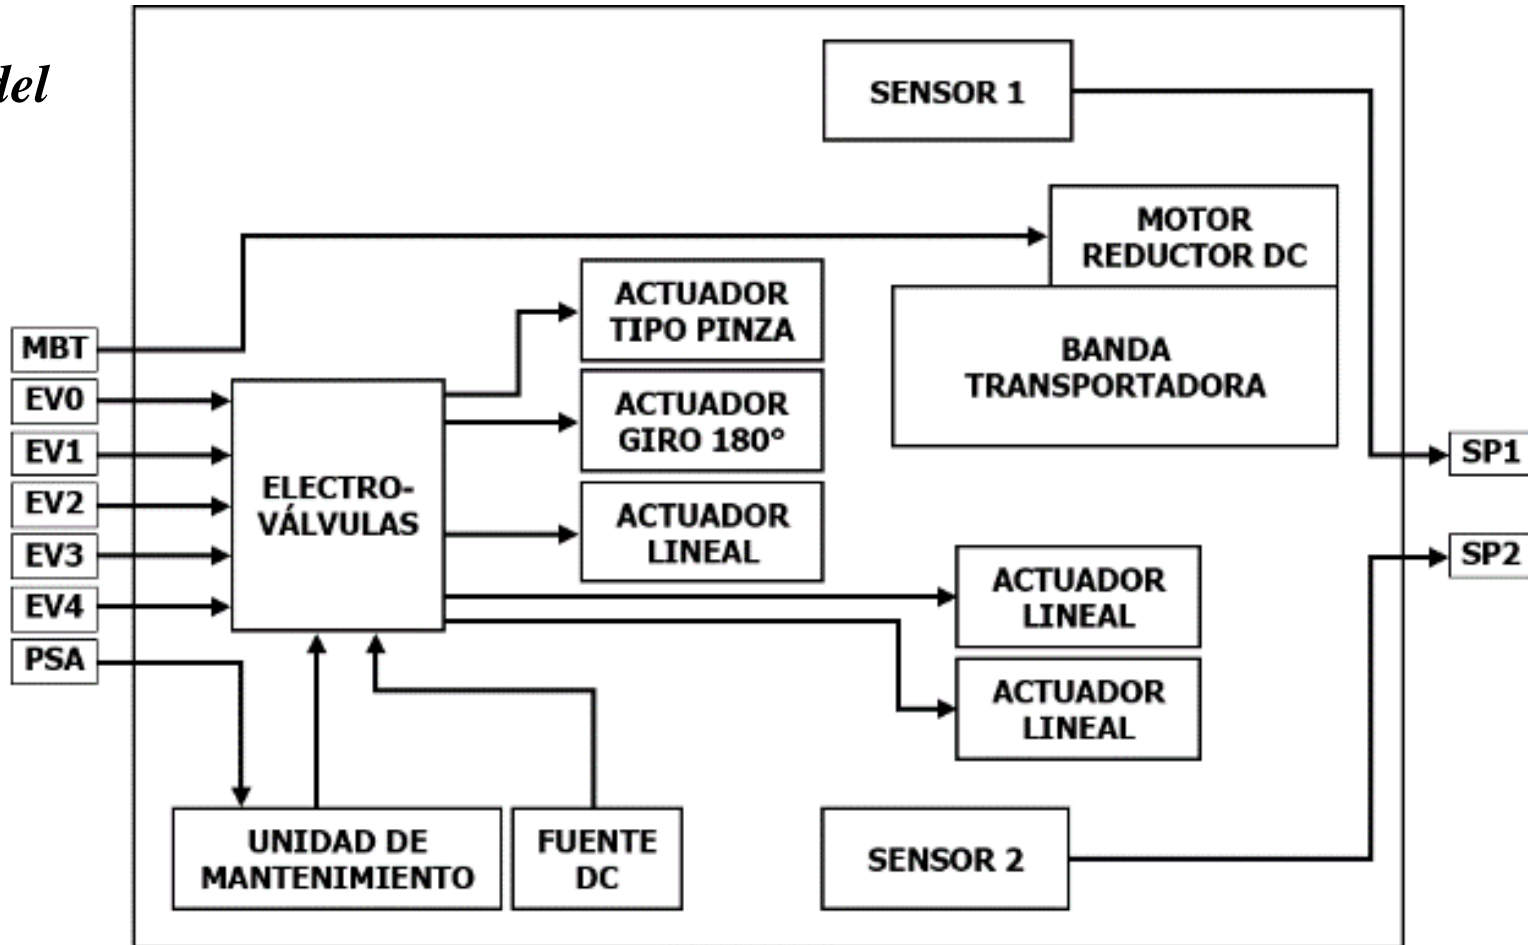 del
SENSOR 1
MOTOR
REDUCTOR DC
ACTUADOR
TIPO PINZA
MBT
BANDA
TRANSPORTADORA
EV0
ACTUADOR
GIRO 180°
EV1
SP1
ELECTRO-
VÁLVULAS
EV2
ACTUADOR
LINEAL
EV3
SP2
EV4
ACTUADOR
LINEAL
PSA
ACTUADOR
LINEAL
UNIDAD DE
MANTENIMIENTO
FUENTE
DC
SENSOR 2